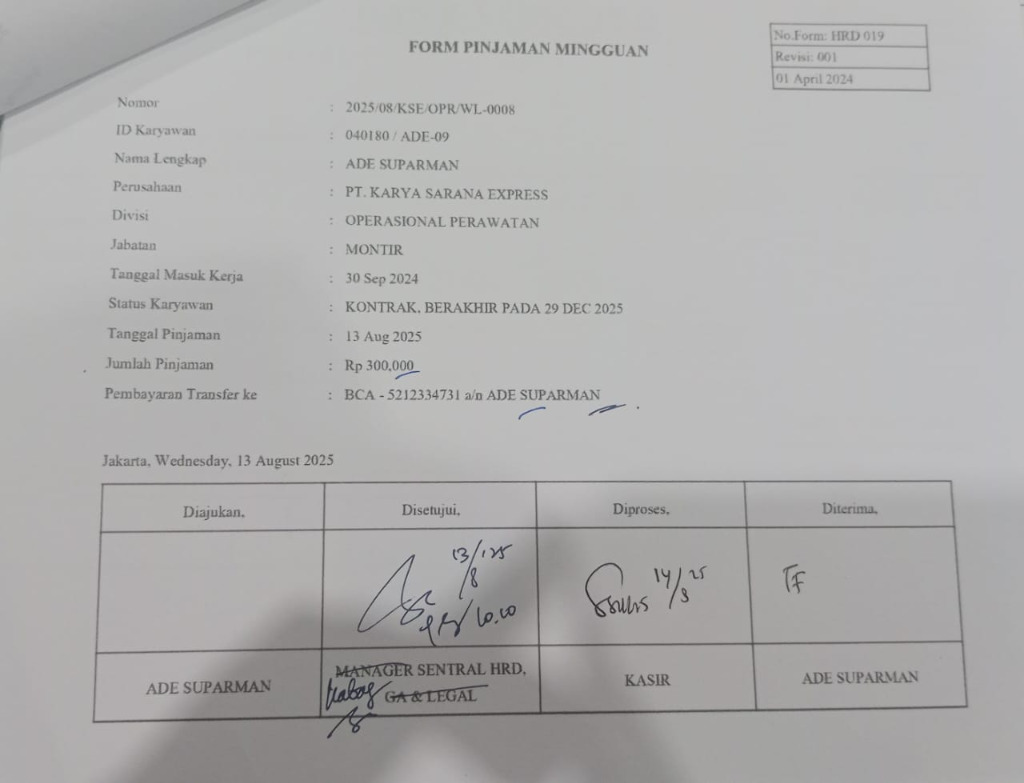 FORM PINJAMAN MINGGUAN
No.Form: HRD 019
Revisi: 001
01 April 2024
Nomor : 2025/08/KSE/OPR/WL-0008
ID Karyawan : 040180 / ADE-09
Nama Lengkap : ADE SUPARMAN
Perusahaan : PT. KARYA SARANA EXPRESS
Divisi : OPERASIONAL PERAWATAN
Jabatan : MONTIR
Tanggal Masuk Kerja : 30 Sep 2024
Status Karyawan : KONTRAK, BERAKHIR PADA 29 DEC 2025
Tanggal Pinjaman : 13 Aug 2025
Jumlah Pinjaman : Rp 300,000
Pembayaran Transfer ke : BCA - 5212334731 a/n ADE SUPARMAN
Jakarta, Wednesday, 13 August 2025
Diajukan, Disetujui, Diproses, Diterima,
13/8 14/8 25 TF
ADE SUPARMAN MANAGER SENTRAL HRD, KASIR ADE SUPARMAN
Kabag GA & LEGAL